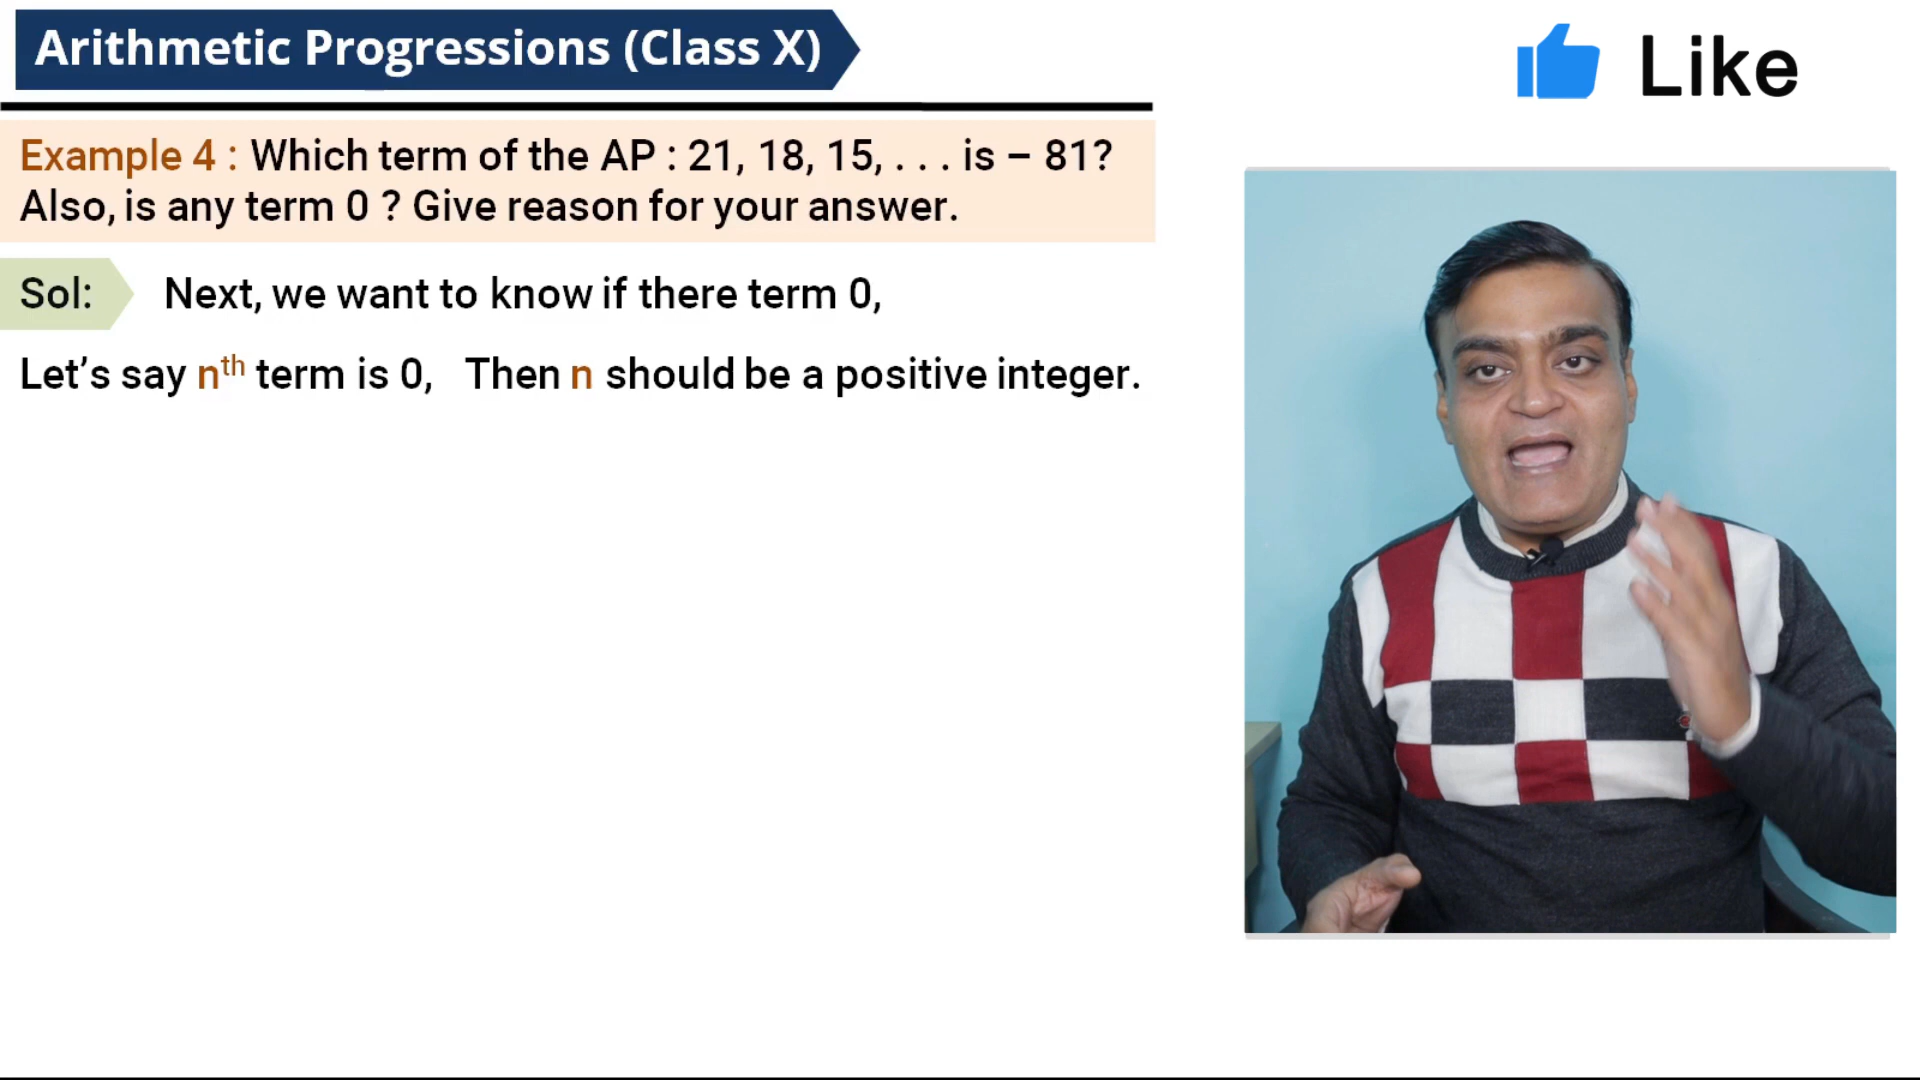 Arithmetic Progressions (Class X)
Like
Example 4 : Which term of the AP : 21, 18, 15, . . . is – 81?
Also, is any term 0 ? Give reason for your answer.
Sol: Next, we want to know if there term 0,
Let’s say nth term is 0, Then n should be a positive integer.